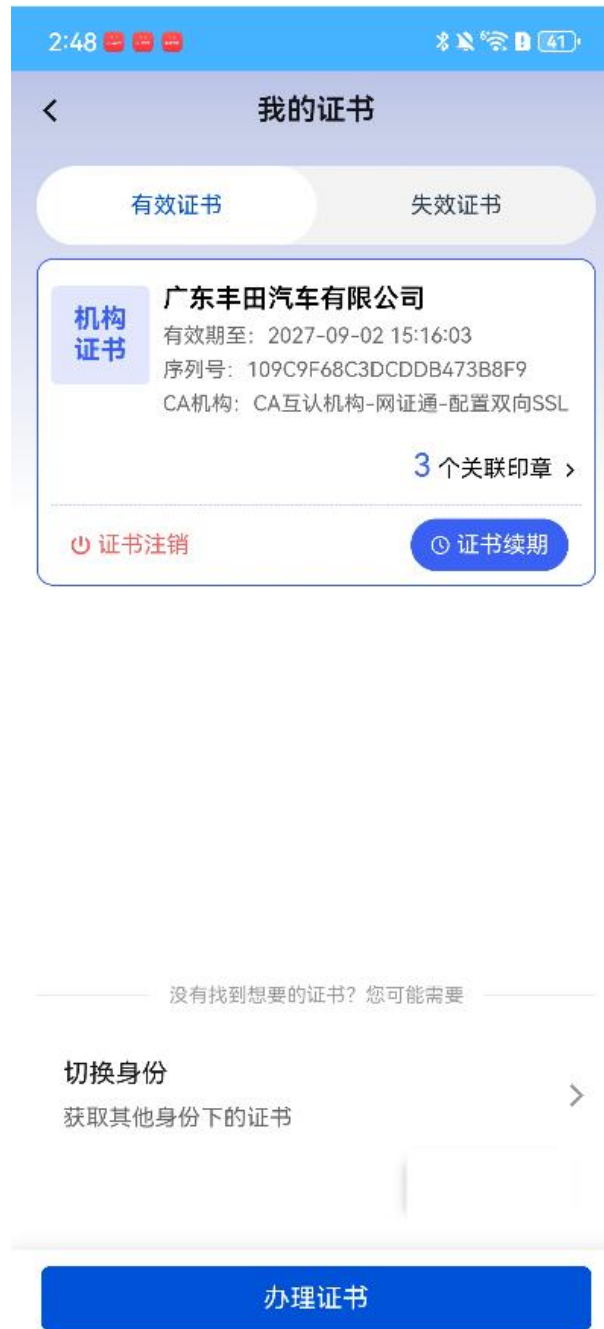 2:48
6
41
我的证书
有效证书
失效证书
机构
证书
广东丰田汽车有限公司
有效期至：2027-09-02 15:16:03
序列号：109C9F68C3DCDDB473B8F9
CA机构：CA互认机构-网证通-配置双向SSL
3 个关联印章
证书注销
证书续期
没有找到想要的证书？您可能需要
切换身份
获取其他身份下的证书
办理证书